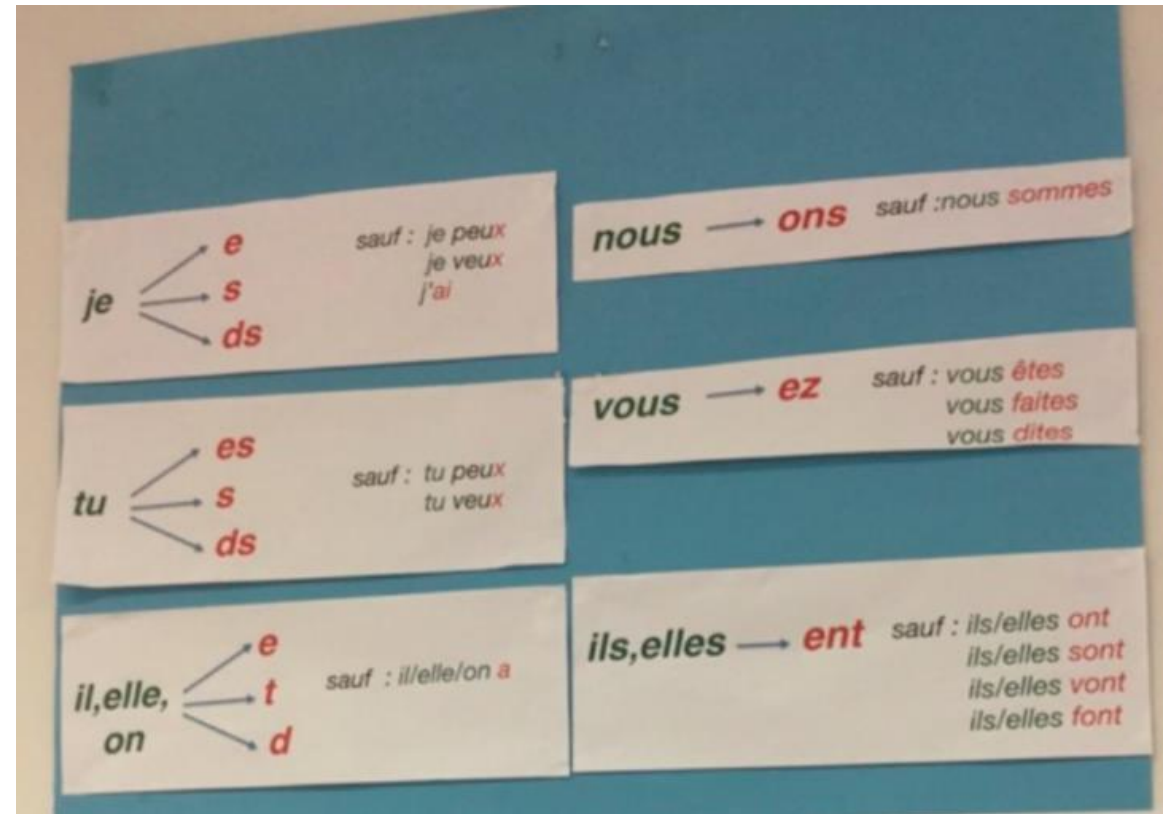 je
e
s
ds
sauf : je peux
je veux
j'ai
tu
es
s
ds
sauf : tu peux
tu veux
il,elle,
on
e
t
d
sauf : il/elle/on a
nous ons sauf :nous sommes
vous ez sauf : vous êtes
vous faites
vous dites
ils,elles ent sauf : ils/elles ont
ils/elles sont
ils/elles vont
ils/elles font